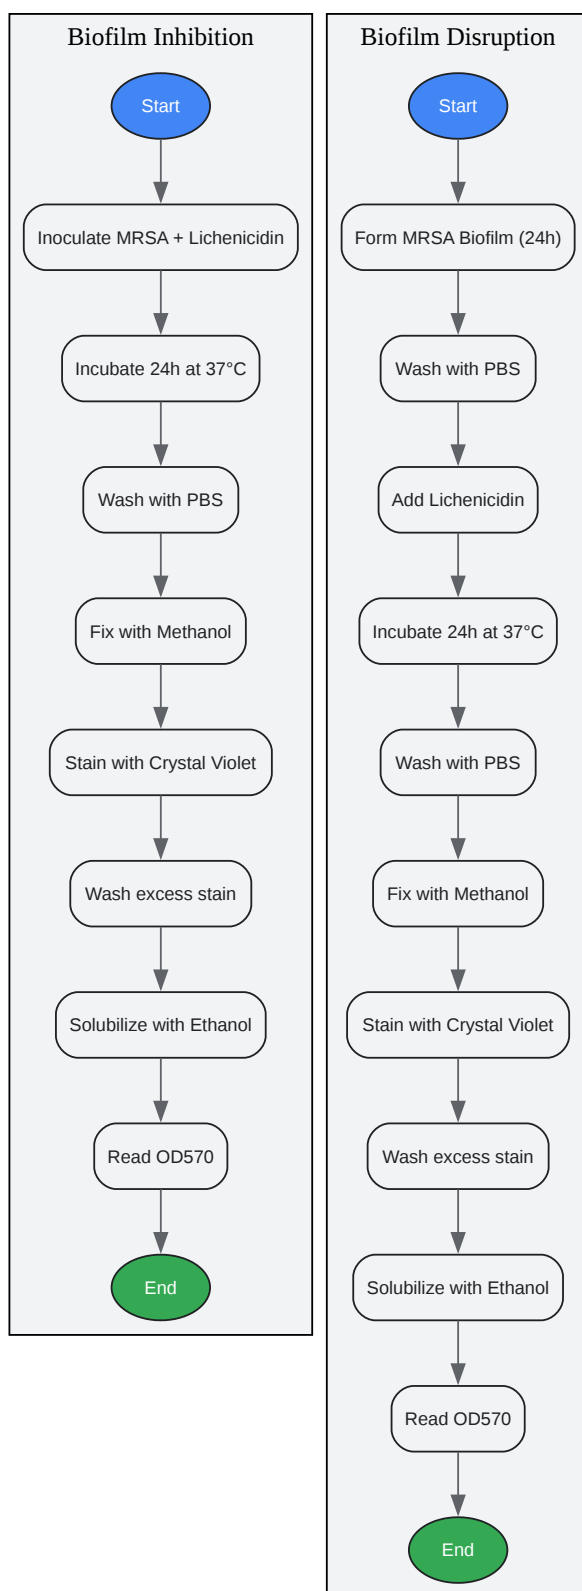 Biofilm Inhibition
Start
Inoculate MRSA + Lichenicidin
Incubate 24h at 37°C
Wash with PBS
Fix with Methanol
Stain with Crystal Violet
Wash excess stain
Solubilize with Ethanol
Read OD570
End
Biofilm Disruption
Start
Form MRSA Biofilm (24h)
Wash with PBS
Add Lichenicidin
Incubate 24h at 37°C
Wash with PBS
Fix with Methanol
Stain with Crystal Violet
Wash excess stain
Solubilize with Ethanol
Read OD570
End